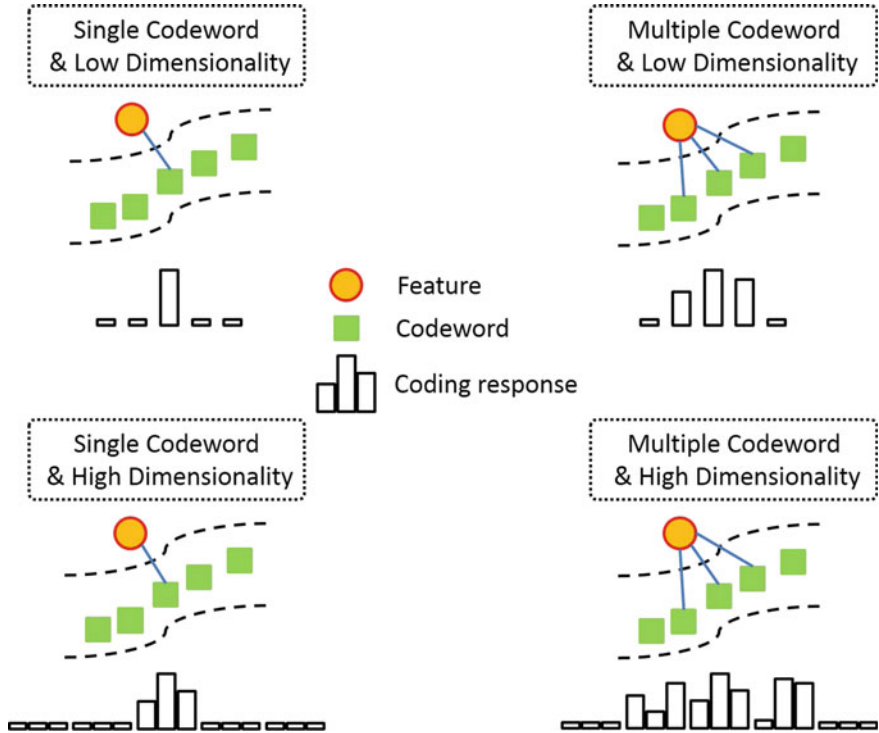 Single Codeword
& Low Dimensionality
Multiple Codeword
& Low Dimensionality
Feature
Codeword
Coding response
Single Codeword
& High Dimensionality
Multiple Codeword
& High Dimensionality